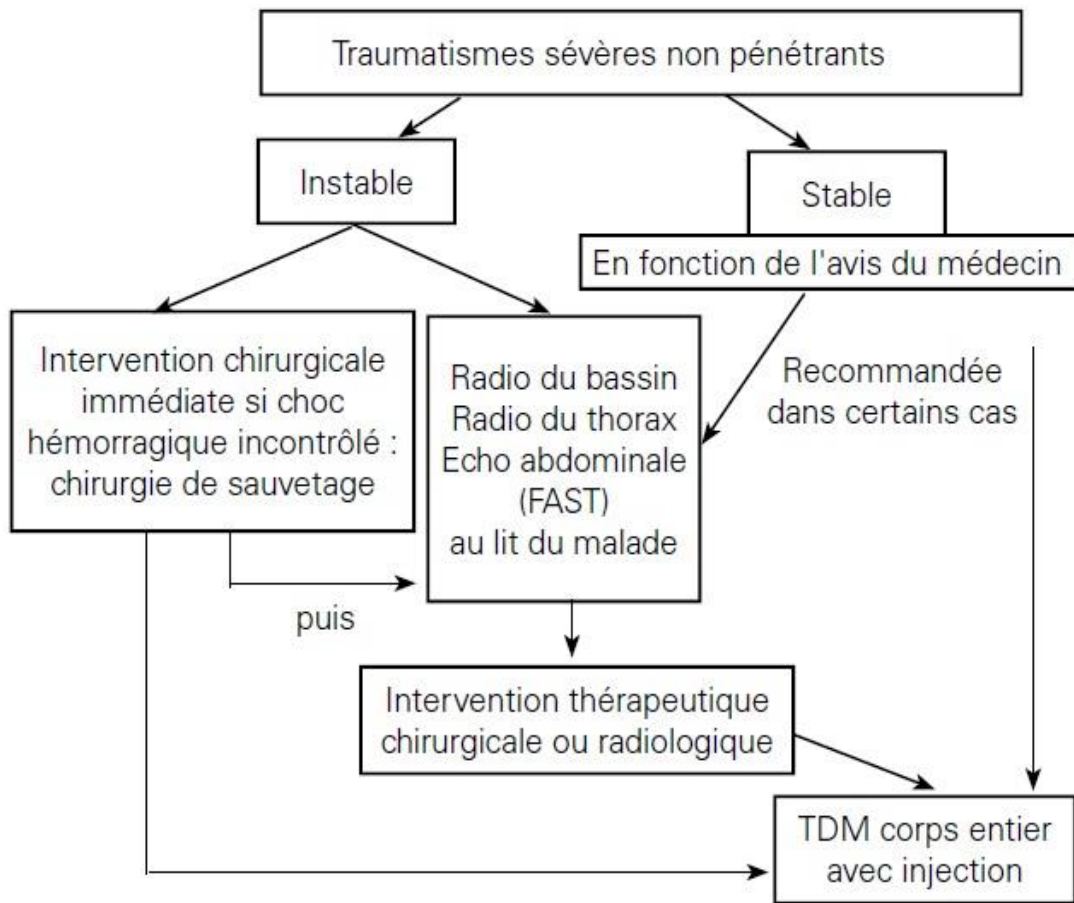 Traumatismes sévères non pénétrants
Instable
Stable
En fonction de l'avis du médecin
Intervention chirurgicale
immédiate si choc
hémorragique incontrôlé :
chirurgie de sauvetage
Radio du bassin
Radio du thorax
Echo abdominale
(FAST)
au lit du malade
Recommandée
dans certains cas
puis
Intervention thérapeutique
chirurgicale ou radiologique
TDM corps entier
avec injection